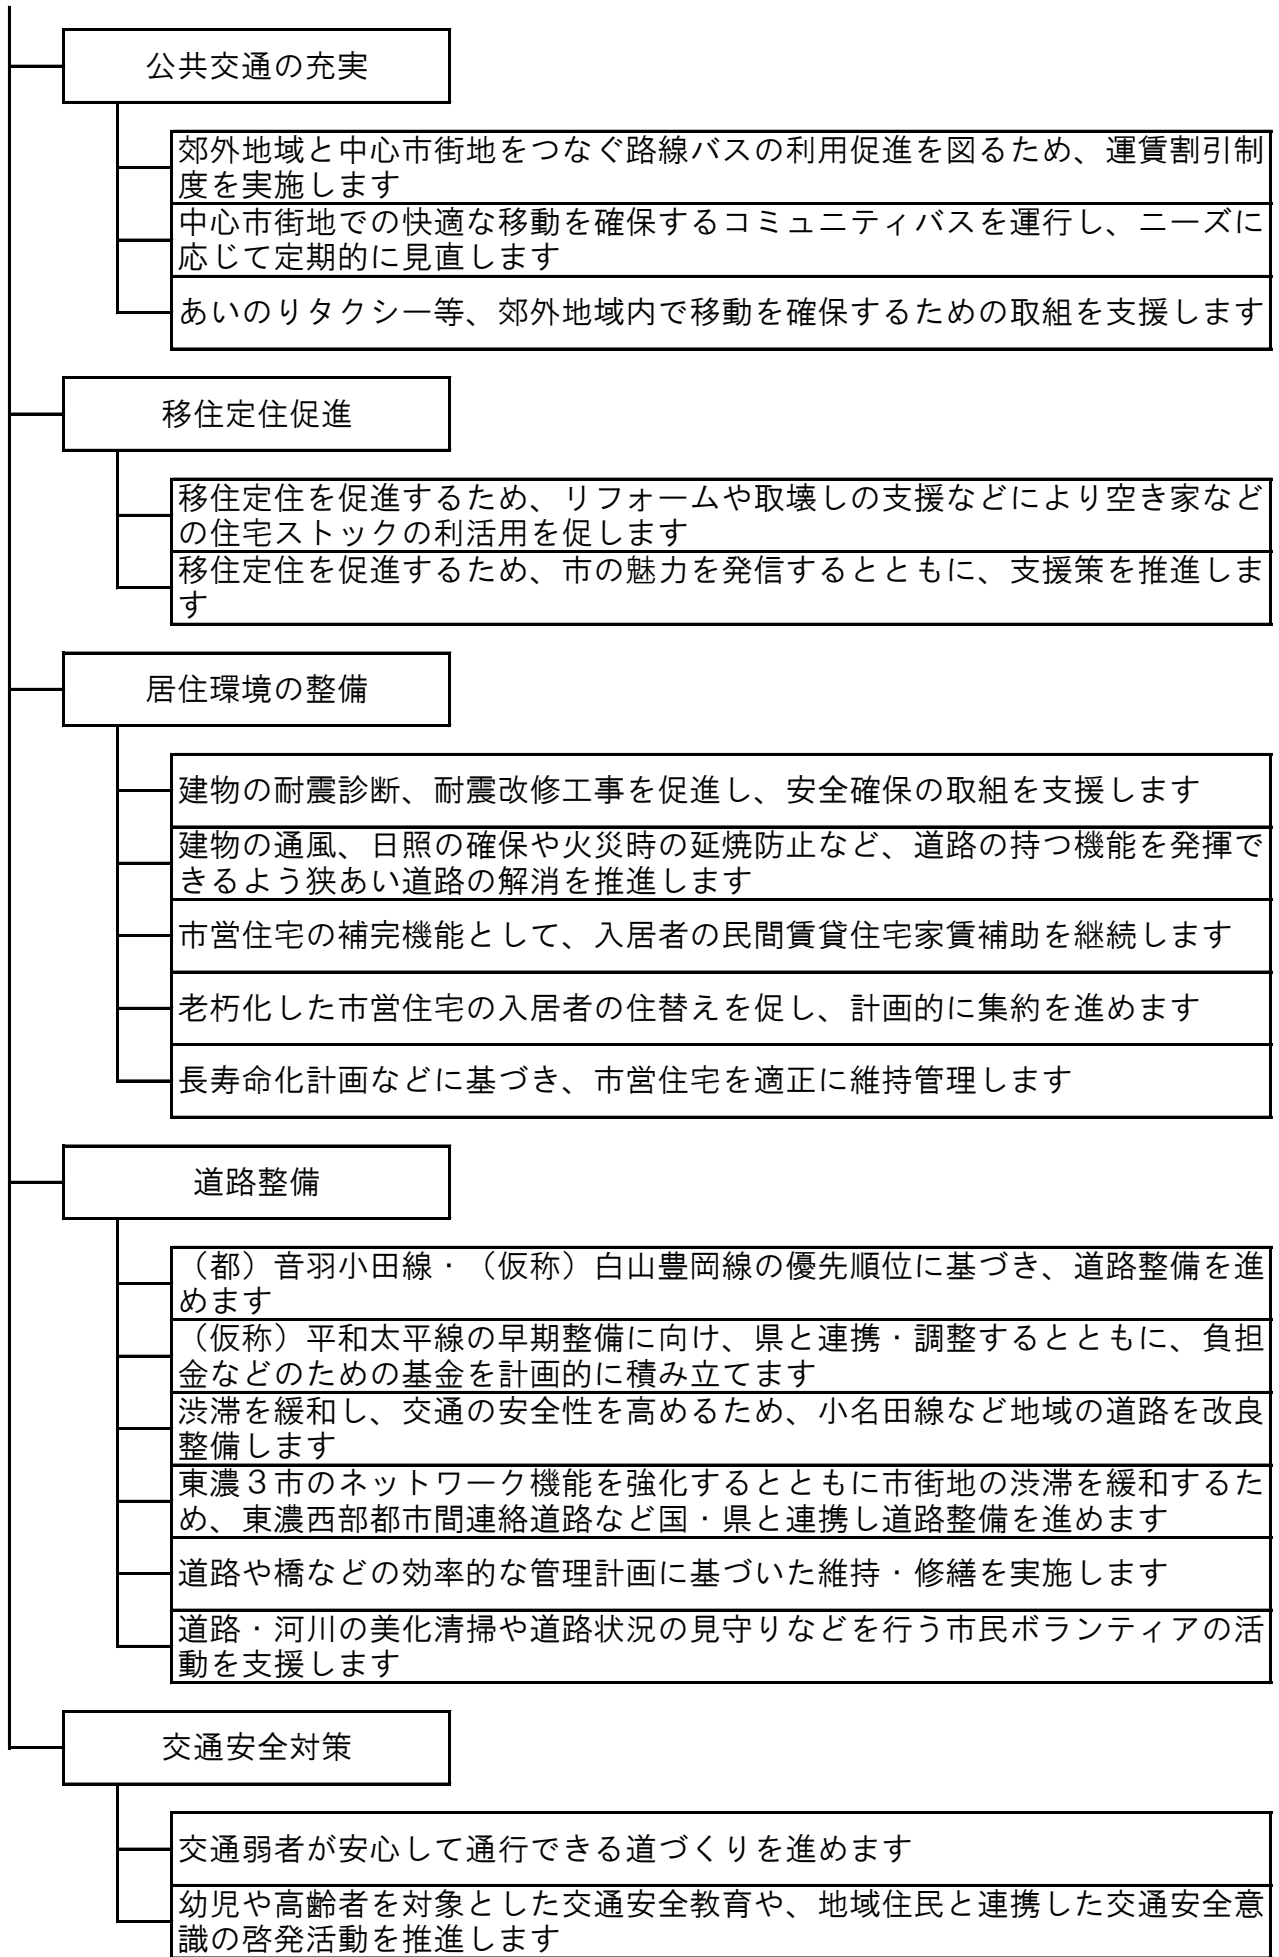 公共交通の充実
郊外地域と中心市街地をつなぐ路線バスの利用促進を図るため、運賃割引制
度を実施します
中心市街地での快適な移動を確保するコミュニティバスを運行し、ニーズに
応じて定期的に見直します
あいのりタクシー等、郊外地域内で移動を確保するための取組を支援します
移住定住促進
移住定住を促進するため、リフォームや取壊しの支援などにより空き家など
の住宅ストックの利活用を促します
移住定住を促進するため、市の魅力を発信するとともに、支援策を推進しま
す
居住環境の整備
建物の耐震診断、耐震改修工事を促進し、安全確保の取組を支援します
建物の通風、日照の確保や火災時の延焼防止など、道路の持つ機能を発揮で
きるよう狭あい道路の解消を推進します
市営住宅の補完機能として、入居者の民間賃貸住宅家賃補助を継続します
老朽化した市営住宅の入居者の住替えを促し、計画的に集約を進めます
長寿命化計画などに基づき、市営住宅を適正に維持管理します
道路整備
（都）音羽小田線・（仮称）白山豊岡線の優先順位に基づき、道路整備を進
めます
（仮称）平和太平線の早期整備に向け、県と連携・調整するとともに、負担
金などのための基金を計画的に積み立てます
渋滞を緩和し、交通の安全性を高めるため、小名田線など地域の道路を改良
整備します
東濃３市のネットワーク機能を強化するとともに市街地の渋滞を緩和するた
め、東濃西部都市間連絡道路など国・県と連携し道路整備を進めます
道路や橋などの効率的な管理計画に基づいた維持・修繕を実施します
道路・河川の美化清掃や道路状況の見守りなどを行う市民ボランティアの活
動を支援します
交通安全対策
交通弱者が安心して通行できる道づくりを進めます
幼児や高齢者を対象とした交通安全教育や、地域住民と連携した交通安全意
識の啓発活動を推進します